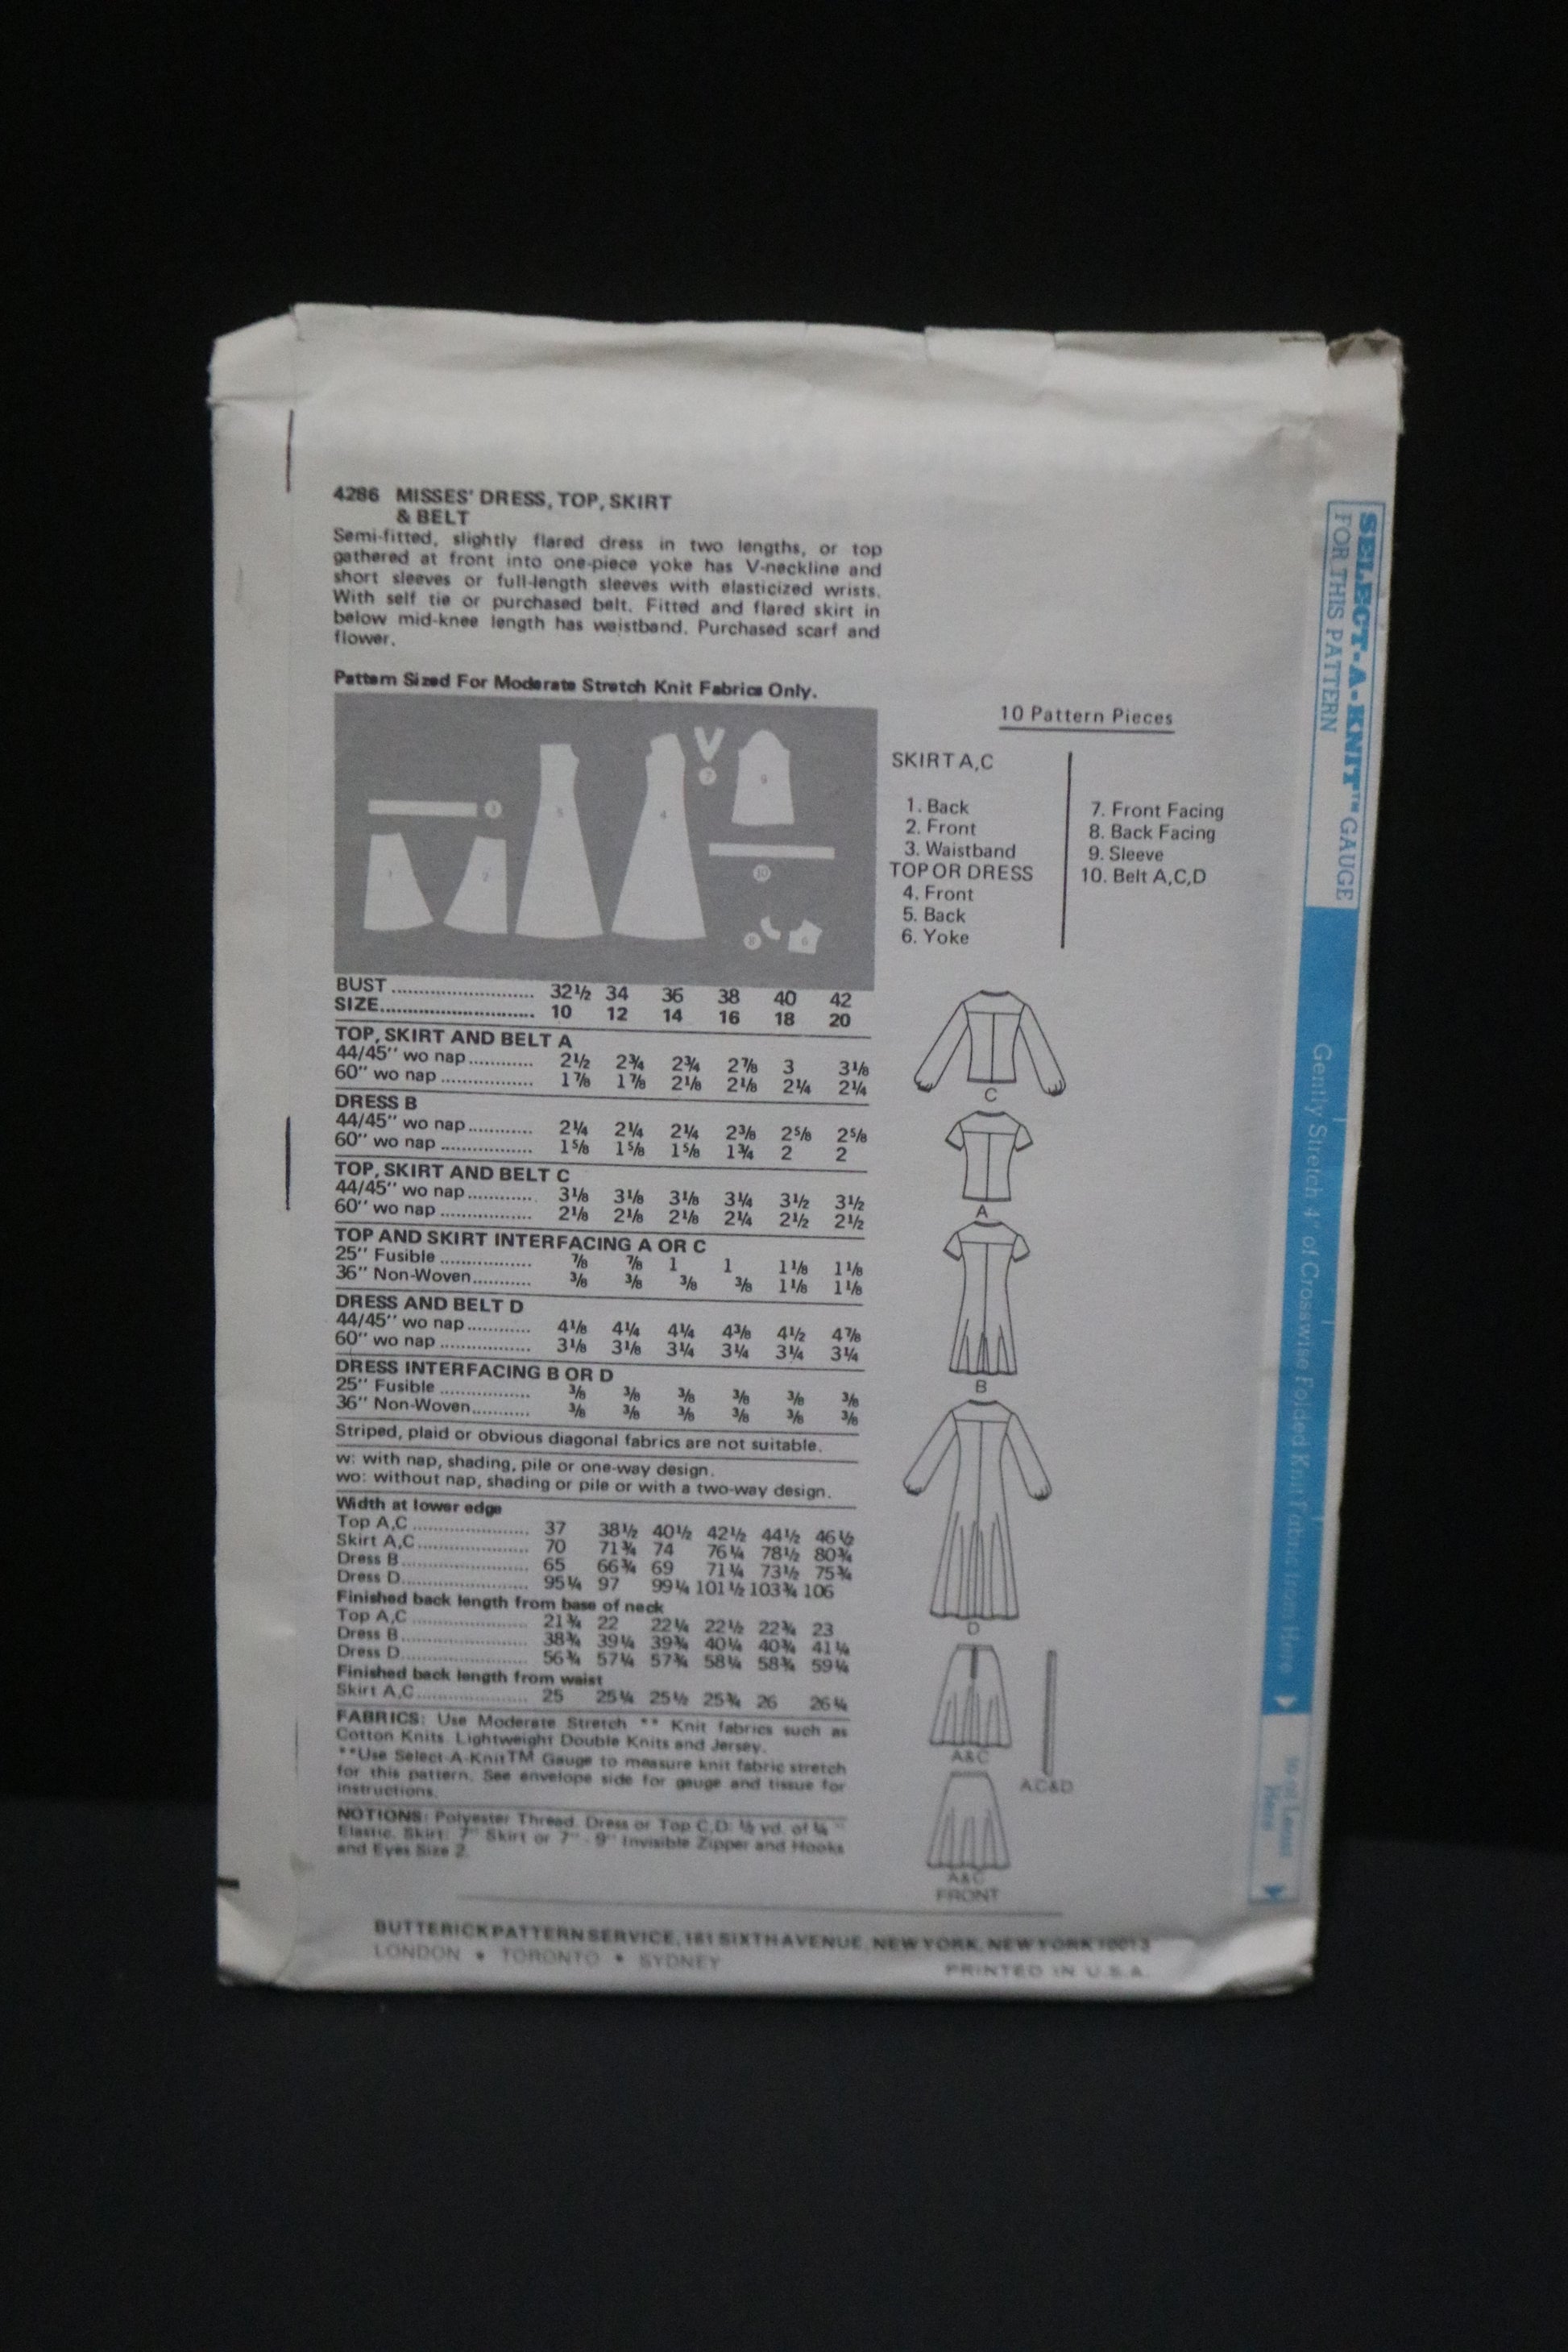 4286 MISSES' DRESS, TOP, SKIRT
& BELT
Semi-fitted, slightly flared dress in two lengths, or top
gathered at front into one-piece yoke has V-neckline and
short sleeves or full-length sleeves with elasticized wrists.
With self tie or purchased belt. Fitted and flared skirt in
below mid-knee length has waistband. Purchased scarf and
flower.
Pattern Sized For Moderate Stretch Knit Fabrics Only.
1
2
3
5
4
7
9
10
8
6
10 Pattern Pieces
SKIRT A,C
1. Back
2. Front
3. Waistband
TOP OR DRESS
4. Front
5. Back
6. Yoke
7. Front Facing
8. Back Facing
9. Sleeve
10. Belt A,C,D
BUST .......................... 32½ 34 36 38 40 42
SIZE............................ 10 12 14 16 18 20
TOP, SKIRT AND BELT A
44/45" wo nap ........... 2½ 2¾ 2¾ 2⅞ 3 3⅛
60" wo nap ................ 1⅞ 1⅞ 2⅛ 2⅛ 2¼ 2¼
DRESS B
44/45" wo nap ........... 2¼ 2¼ 2¼ 2⅜ 2⅝ 2⅝
60" wo nap ................ 1⅝ 1⅝ 1⅝ 1¾ 2 2
TOP, SKIRT AND BELT C
44/45" wo nap ........... 3⅛ 3⅛ 3⅛ 3¼ 3½ 3½
60" wo nap ................ 2⅛ 2⅛ 2⅛ 2¼ 2½ 2½
TOP AND SKIRT INTERFACING A OR C
25" Fusible ................ ⅞ ⅞ 1 1 1⅛ 1⅛
36" Non-Woven.......... ⅜ ⅜ ⅜ ⅜ 1⅛ 1⅛
DRESS AND BELT D
44/45" wo nap ........... 4⅛ 4¼ 4¼ 4⅜ 4½ 4⅞
60" wo nap ................ 3⅛ 3⅛ 3¼ 3¼ 3¼ 3¼
DRESS INTERFACING B OR D
25" Fusible ................ ⅜ ⅜ ⅜ ⅜ ⅜ ⅜
36" Non-Woven.......... ⅜ ⅜ ⅜ ⅜ ⅜ ⅜
Striped, plaid or obvious diagonal fabrics are not suitable.
w: with nap, shading, pile or one-way design.
wo: without nap, shading or pile or with a two-way design.
Width at lower edge
Top A,C ..................... 37 38½ 40½ 42½ 44½ 46½
Skirt A,C.................... 70 71¾ 74 76¼ 78½ 80¾
Dress B....................... 65 66¾ 69 71¼ 73½ 75¾
Dress D....................... 95¼ 97 99¼ 101½ 103¾ 106
Finished back length from base of neck
Top A,C ..................... 21¾ 22 22¼ 22½ 22¾ 23
Dress B....................... 38¾ 39¼ 39¾ 40¼ 40¾ 41¼
Dress D....................... 56¾ 57¼ 57¾ 58¼ 58¾ 59¼
Finished back length from waist
Skirt A,C.................... 25 25¼ 25½ 25¾ 26 26¼
FABRICS: Use Moderate Stretch ** Knit fabrics such as
Cotton Knits, Lightweight Double Knits and Jersey.
**Use Select-A-Knit™ Gauge to measure knit fabric stretch
for this pattern. See envelope side for gauge and tissue for
instructions.
NOTIONS: Polyester Thread. Dress or Top C,D: ½ yd. of ¼"
Elastic. Skirt: 7" Skirt or 7" - 9" Invisible Zipper and Hooks
and Eyes Size 2.
C
A
B
D
A&C
A,C&D
A&C
FRONT
BUTTERICK PATTERN SERVICE, 161 SIXTH AVENUE, NEW YORK, NEW YORK 10013
LONDON • TORONTO • SYDNEY
PRINTED IN U.S.A.
SELECT-A-KNIT™ GAUGE
FOR THIS PATTERN
Gently Stretch 4" of Crosswise Folded Knit Fabric from Here
to at Least
Here